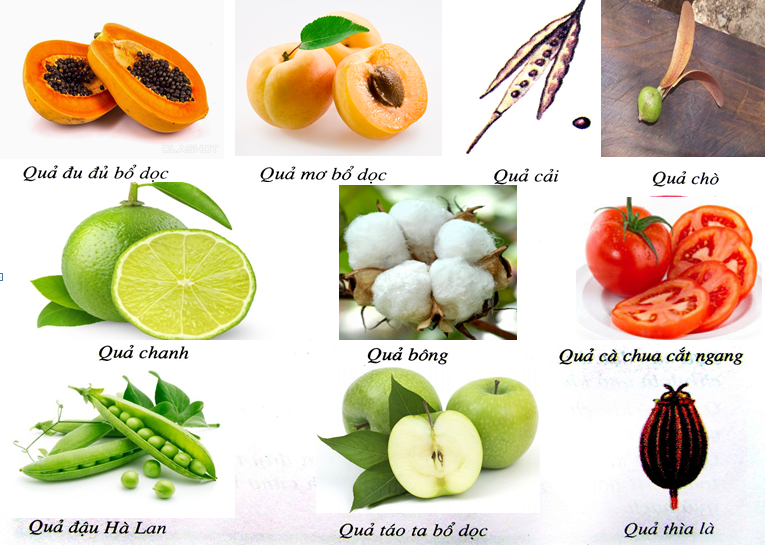 CLASHOT
Quả đu đủ bổ dọc
Quả mơ bổ dọc
Quả cải
Quả chò
Quả chanh
Quả bông
Quả cà chua cắt ngang
Quả đậu Hà Lan
Quả táo ta bổ dọc
Quả thìa là